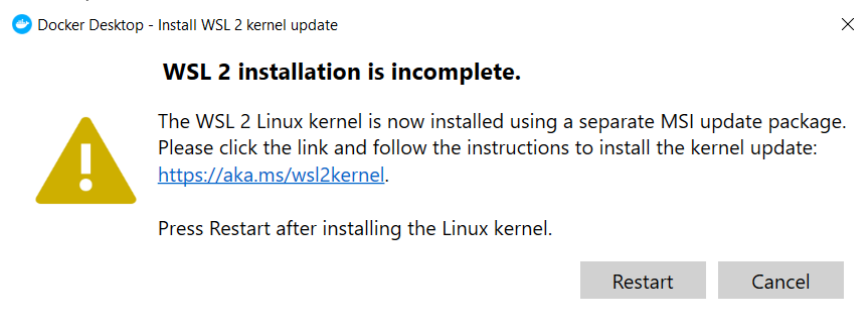 Docker Desktop - Install WSL 2 kernel update
WSL 2 installation is incomplete.
The WSL 2 Linux kernel is now installed using a separate MSI update package.
Please click the link and follow the instructions to install the kernel update:
https://aka.ms/wsl2kernel.
Press Restart after installing the Linux kernel.
Restart Cancel